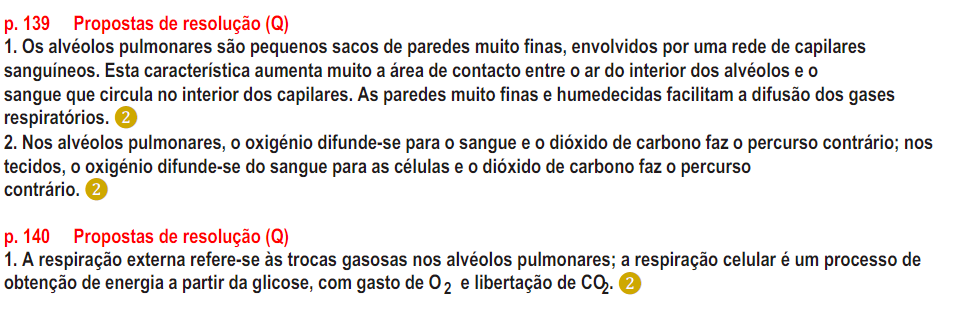 p. 139 Propostas de resolução (Q)
1. Os alvéolos pulmonares são pequenos sacos de paredes muito finas, envolvidos por uma rede de capilares
sanguíneos. Esta característica aumenta muito a área de contacto entre o ar do interior dos alvéolos e o
sangue que circula no interior dos capilares. As paredes muito finas e humedecidas facilitam a difusão dos gases
respiratórios. 2
2. Nos alvéolos pulmonares, o oxigénio difunde-se para o sangue e o dióxido de carbono faz o percurso contrário; nos
tecidos, o oxigénio difunde-se do sangue para as células e o dióxido de carbono faz o percurso
contrário. 2
p. 140 Propostas de resolução (Q)
1. A respiração externa refere-se às trocas gasosas nos alvéolos pulmonares; a respiração celular é um processo de
obtenção de energia a partir da glicose, com gasto de O₂ e libertação de CO₂. 2